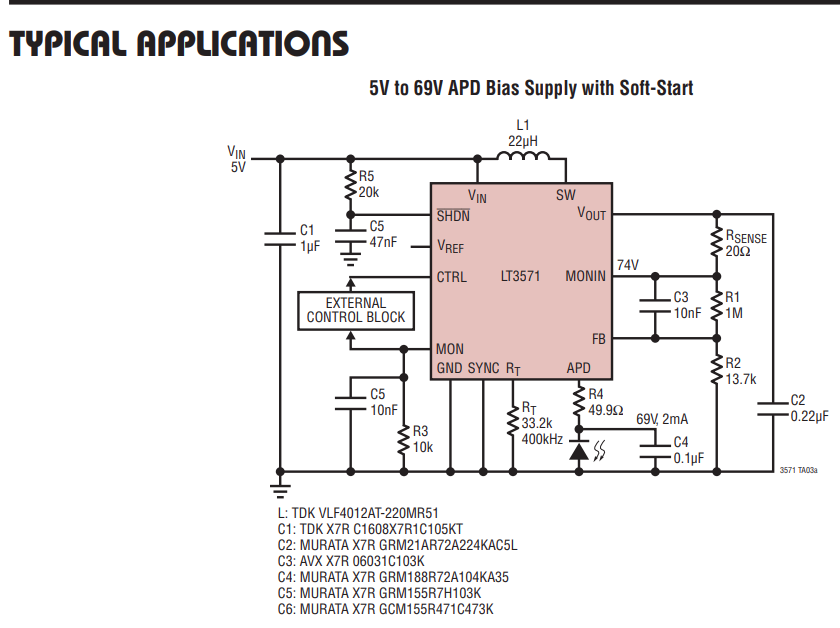 TYPICAL APPLICATIONS
5V to 69V APD Bias Supply with Soft-Start
L1
22µH
VIN
5V
R5
20k
VIN
SW
SHDN
VOUT
C1
1µF
C5
47nF
RSENSE
20Ω
VREF
74V
CTRL
LT3571
MONIN
EXTERNAL
CONTROL BLOCK
C3
10nF
R1
1M
FB
MON
GND SYNC RT
APD
R2
13.7k
C5
10nF
R3
10k
RT
33.2k
400kHz
R4
49.9Ω
69V, 2mA
C4
0.1µF
C2
0.22µF
3571 TA03a
L: TDK VLF4012AT-220MR51
C1: TDK X7R C1608X7R1C105KT
C2: MURATA X7R GRM21AR72A224KAC5L
C3: AVX X7R 06031C103K
C4: MURATA X7R GRM188R72A104KA35
C5: MURATA X7R GRM155R7H103K
C6: MURATA X7R GCM155R471C473K